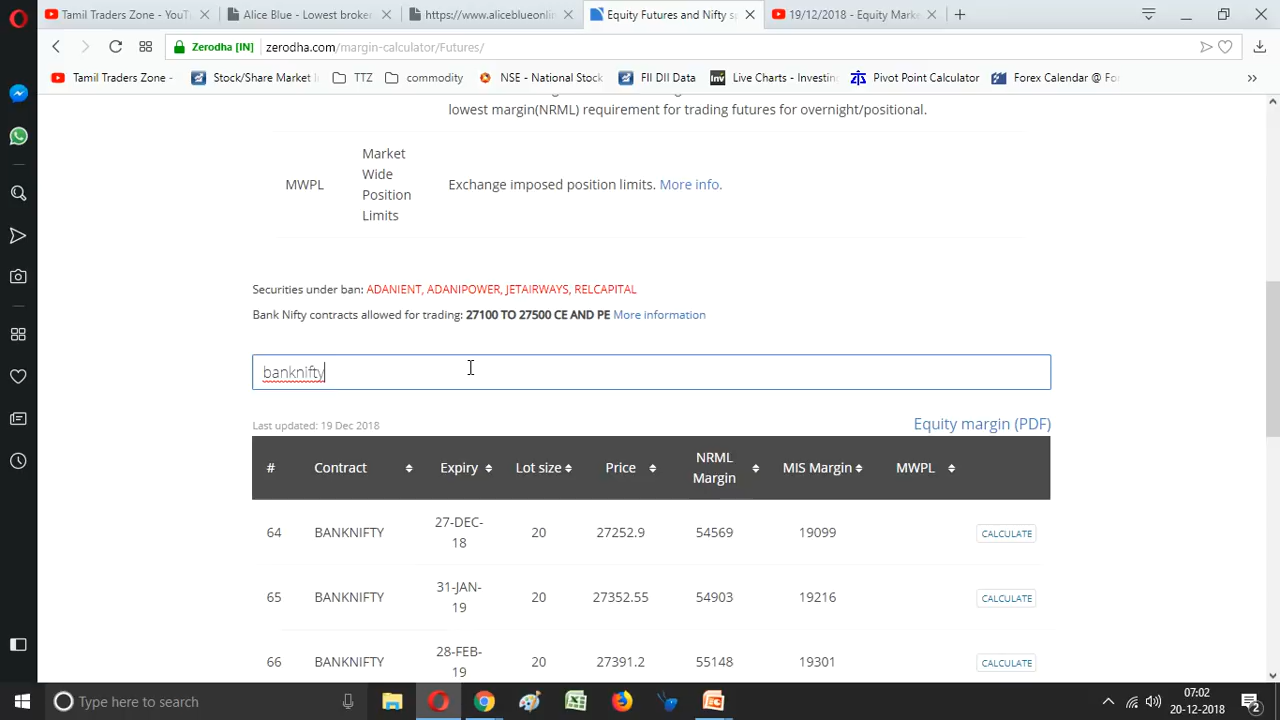 Tamil Traders Zone - YouT
Alice Blue - Lowest broker
https://www.aliceblueonlin
Equity Futures and Nifty s
19/12/2018 - Equity Marke
Zerodha [IN]
zerodha.com/margin-calculator/Futures/
Tamil Traders Zone -
Stock/Share Market
TTZ
commodity
NSE - National Stock
FII DII Data
Inv
Live Charts - Investin
Pivot Point Calculator
Forex Calendar @ Fo
lowest margin(NRML) requirement for trading futures for overnight/positional.
MWPL
Market
Wide
Position
Limits
Exchange imposed position limits. More info.
Securities under ban: ADANIENT, ADANIPOWER, JETAIRWAYS, RELCAPITAL
Bank Nifty contracts allowed for trading: 27100 TO 27500 CE AND PE More information
banknifty
Last updated: 19 Dec 2018
Equity margin (PDF)
# Contract Expiry Lot size Price NRML Margin MIS Margin MWPL
64 BANKNIFTY 27-DEC-18 20 27252.9 54569 19099 CALCULATE
65 BANKNIFTY 31-JAN-19 20 27352.55 54903 19216 CALCULATE
66 BANKNIFTY 28-FEB-19 20 27391.2 55148 19301 CALCULATE
Type here to search
07:02
20-12-2018
2